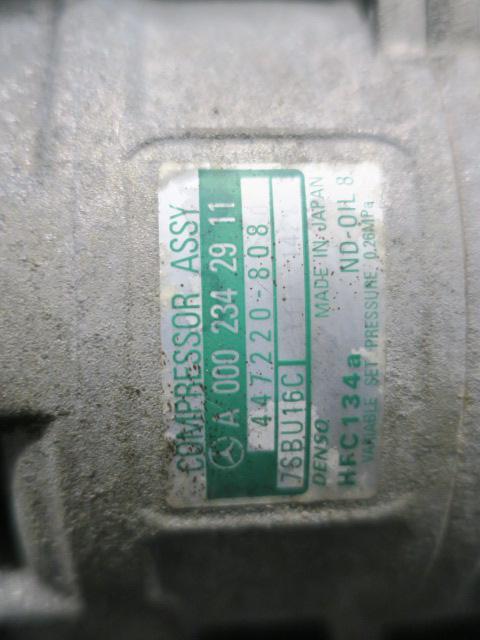 COMPRESSOR ASSY
A 000 234 29 11
447220-808
7SBU16C
DENSO MADE IN JAPAN
HFC134a ND-OIL 8
VARIABLE SET PRESSURE 0.26MPa